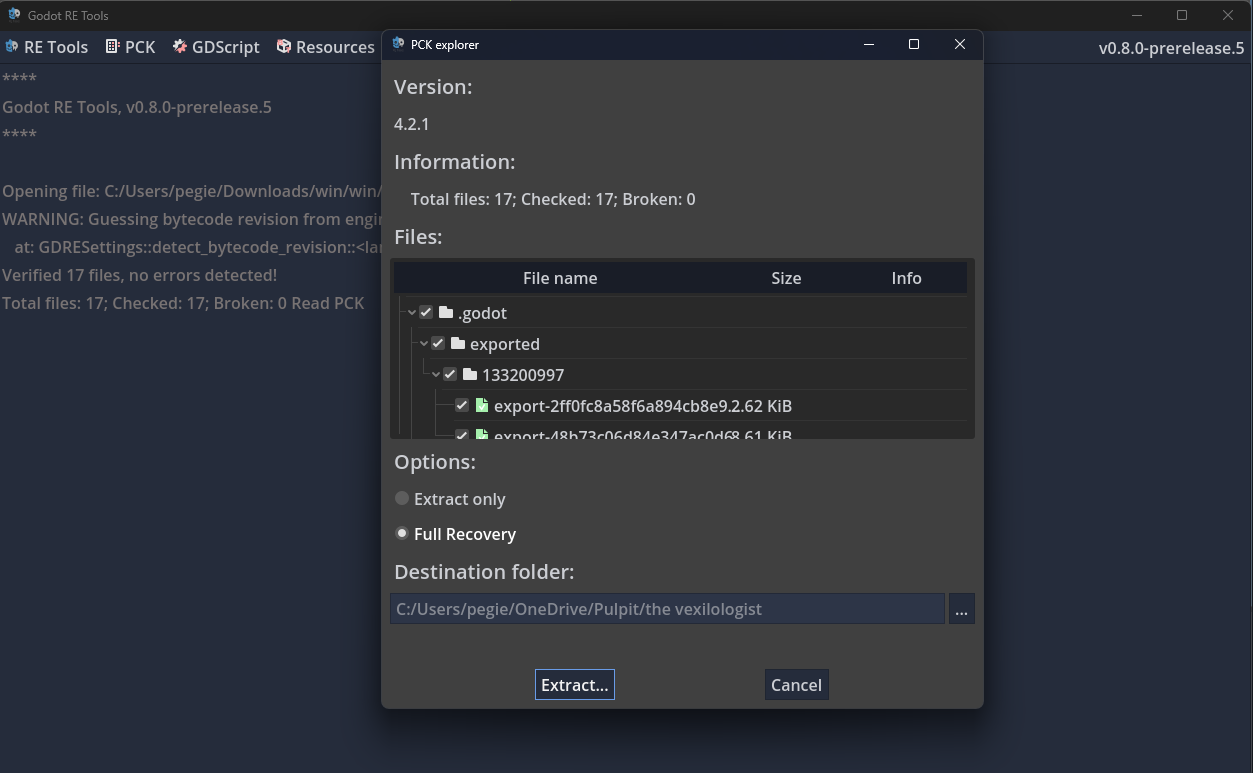 Godot RE Tools
RE Tools PCK GDScript Resources
v0.8.0-prerelease.5
****
Godot RE Tools, v0.8.0-prerelease.5
****
Opening file: C:/Users/pegie/Downloads/win/win/
WARNING: Guessing bytecode revision from engi
at: GDRESettings::detect_bytecode_revision::<la
Verified 17 files, no errors detected!
Total files: 17; Checked: 17; Broken: 0 Read PCK
PCK explorer
Version:
4.2.1
Information:
Total files: 17; Checked: 17; Broken: 0
Files:
File name Size Info
.godot
exported
133200997
export-2ff0fc8a58f6a894cb8e9.2.62 KiB
export-48b73c06d84e347ac0d68.61 KiB
Options:
Extract only
Full Recovery
Destination folder:
C:/Users/pegie/OneDrive/Pulpit/the vexilologist
...
Extract... Cancel